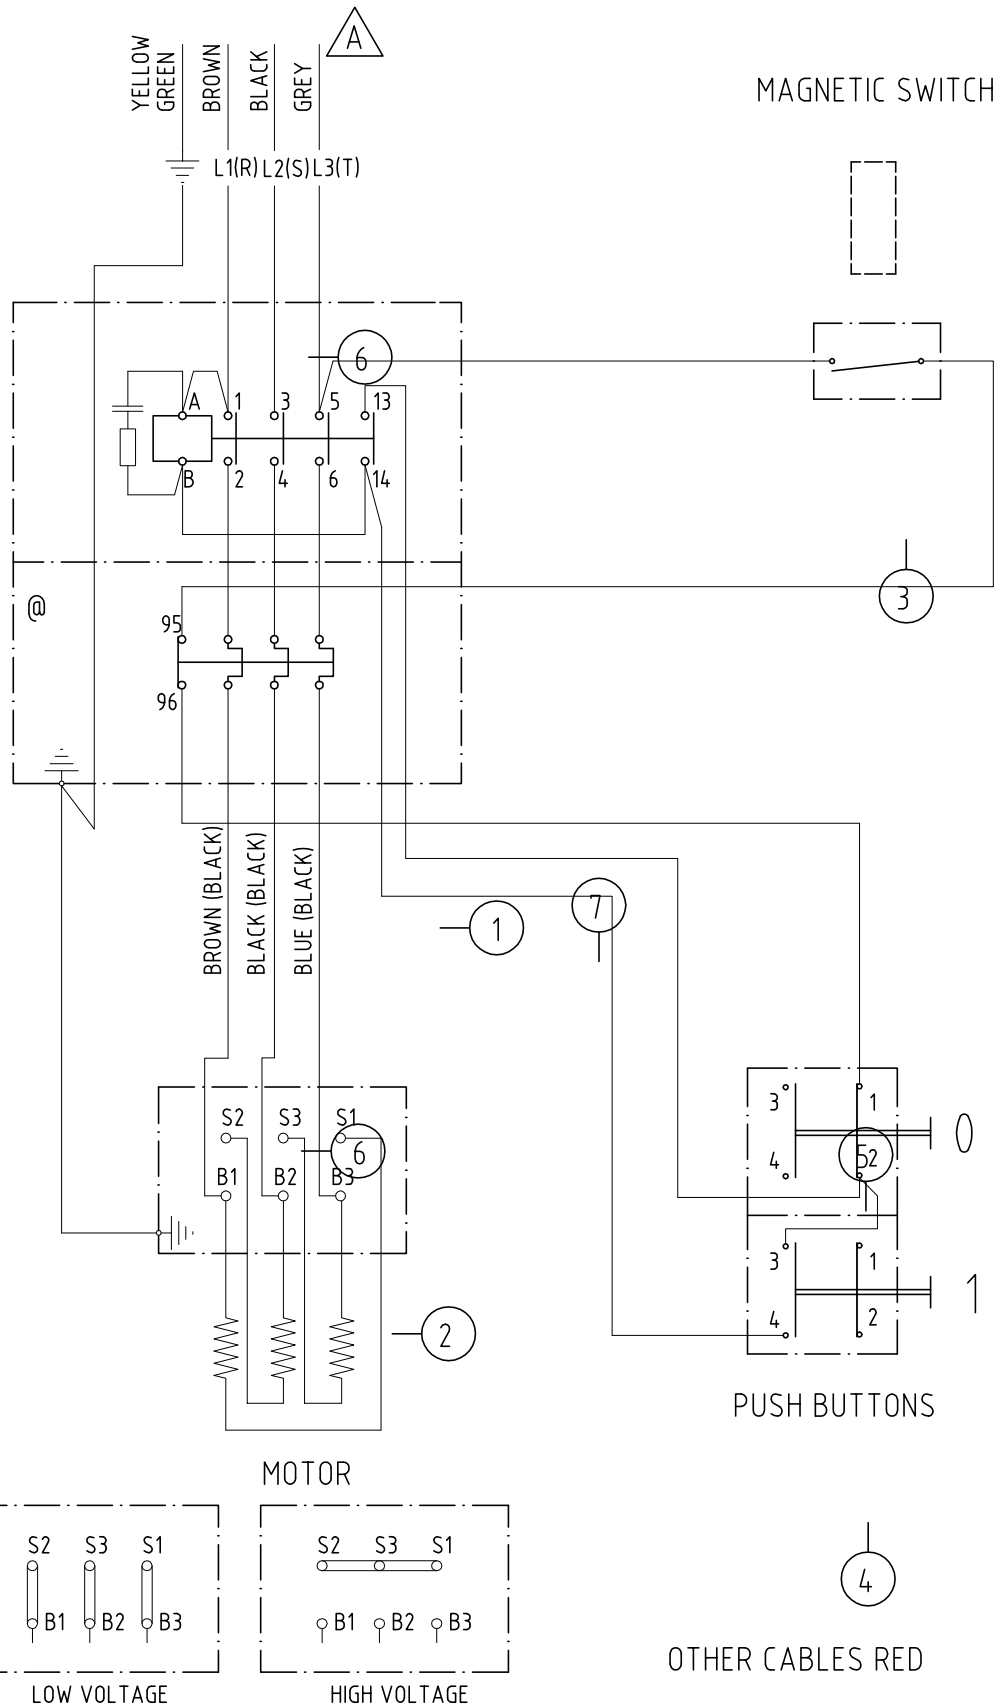 A
YELLOW
GREEN
BROWN
BLACK
GREY
MAGNETIC SWITCH
L1(R) L2(S) L3(T)
6
A 1 3 5 13
B 2 4 6 14
3
@
95
96
BROWN (BLACK)
BLACK (BLACK)
BLUE (BLACK)
7
1
3 1
S2 S3 S1
0
6
5
4 2
B1 B2 B3
3 1
1
4 2
2
PUSH BUTTONS
MOTOR
S2 S3 S1
S2 S3 S1
4
B1 B2 B3
B1 B2 B3
OTHER CABLES RED
LOW VOLTAGE
HIGH VOLTAGE